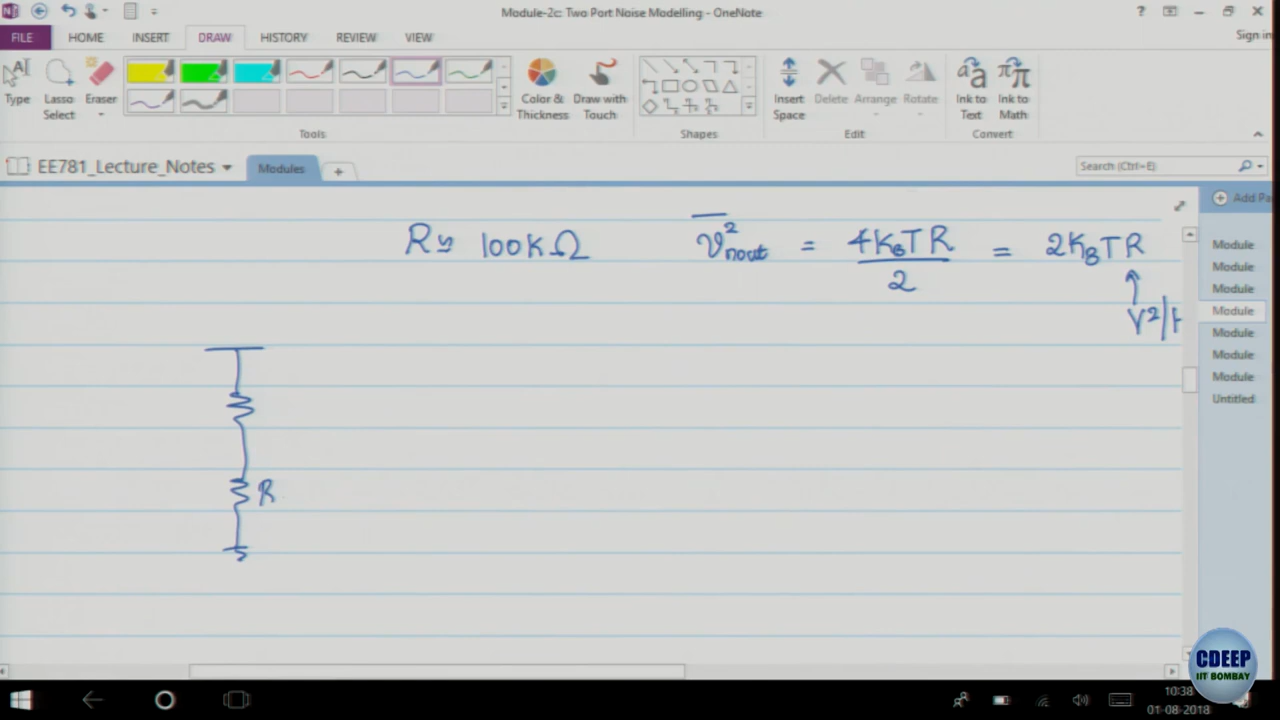 Module-2c: Two Port Noise Modelling - OneNote
?
Sign in
FILE HOME INSERT DRAW HISTORY REVIEW VIEW
Type Lasso Select Eraser Color & Thickness Draw with Touch Insert Space Delete Arrange Rotate Ink to Text Ink to Math
Tools Shapes Edit Convert
EE781_Lecture_Notes Modules + Search (Ctrl+E)
Add Pa
R ≈ 100KΩ v̅²nout = 4K_BTR / 2 = 2K_BTR
V²/H
R
Module
Module
Module
Module
Module
Module
Module
Untitled
CDEEP
IIT BOMBAY
10:38
01-08-2018